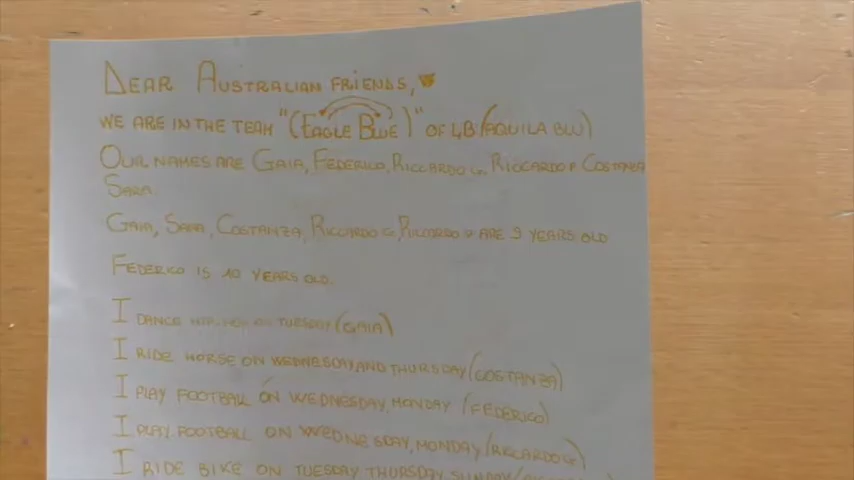 DEAR AUSTRALIAN FRIENDS,
WE ARE IN THE TEAM "(EAGLE BLUE)" OF 4B (AQUILA BLU)
OUR NAMES ARE GAIA, FEDERICO, RICCARDO G, RICCARDO P COSTANZA
SARA
GAIA, SARA, COSTANZA, RICCARDO G, RICCARDO P ARE 9 YEARS OLD
FEDERICO IS 10 YEARS OLD.
I DANCE HIP-HOP ON TUESDAY (GAIA)
I RIDE HORSE ON WEDNESDAY AND THURSDAY (COSTANZA)
I PLAY FOOTBALL ON WEDNESDAY, MONDAY (FEDERICO)
I PLAY FOOTBALL ON WEDNESDAY, MONDAY (RICCARDO G)
I RIDE BIKE ON TUESDAY THURSDAY, SUNDAY